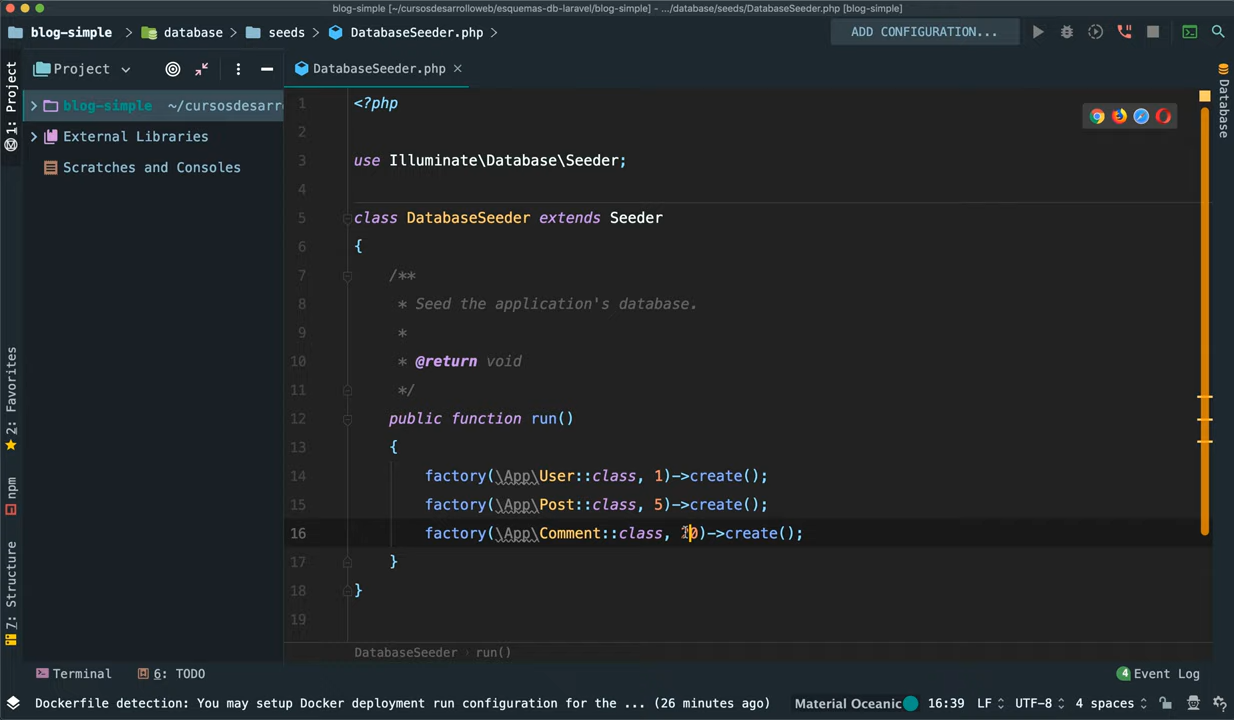 blog-simple [~/cursosdesarrolloweb/esquemas-db-laravel/blog-simple] - .../database/seeds/DatabaseSeeder.php [blog-simple]
blog-simple database seeds DatabaseSeeder.php ADD CONFIGURATION...
Project DatabaseSeeder.php
1: Project
Database
blog-simple ~/cursosdesarr
External Libraries
Scratches and Consoles
1 <?php
2
3 use Illuminate\Database\Seeder;
4
5 class DatabaseSeeder extends Seeder
6 {
7 /**
8 * Seed the application's database.
9 *
10 * @return void
11 */
12 public function run()
13 {
14 factory(\App\User::class, 1)->create();
15 factory(\App\Post::class, 5)->create();
16 factory(\App\Comment::class, 0)->create();
17 }
18 }
19
2: Favorites
npm
7: Structure
DatabaseSeeder run()
Terminal 6: TODO 4 Event Log
Dockerfile detection: You may setup Docker deployment run configuration for the ... (26 minutes ago) Material Oceanic 16:39 LF UTF-8 4 spaces